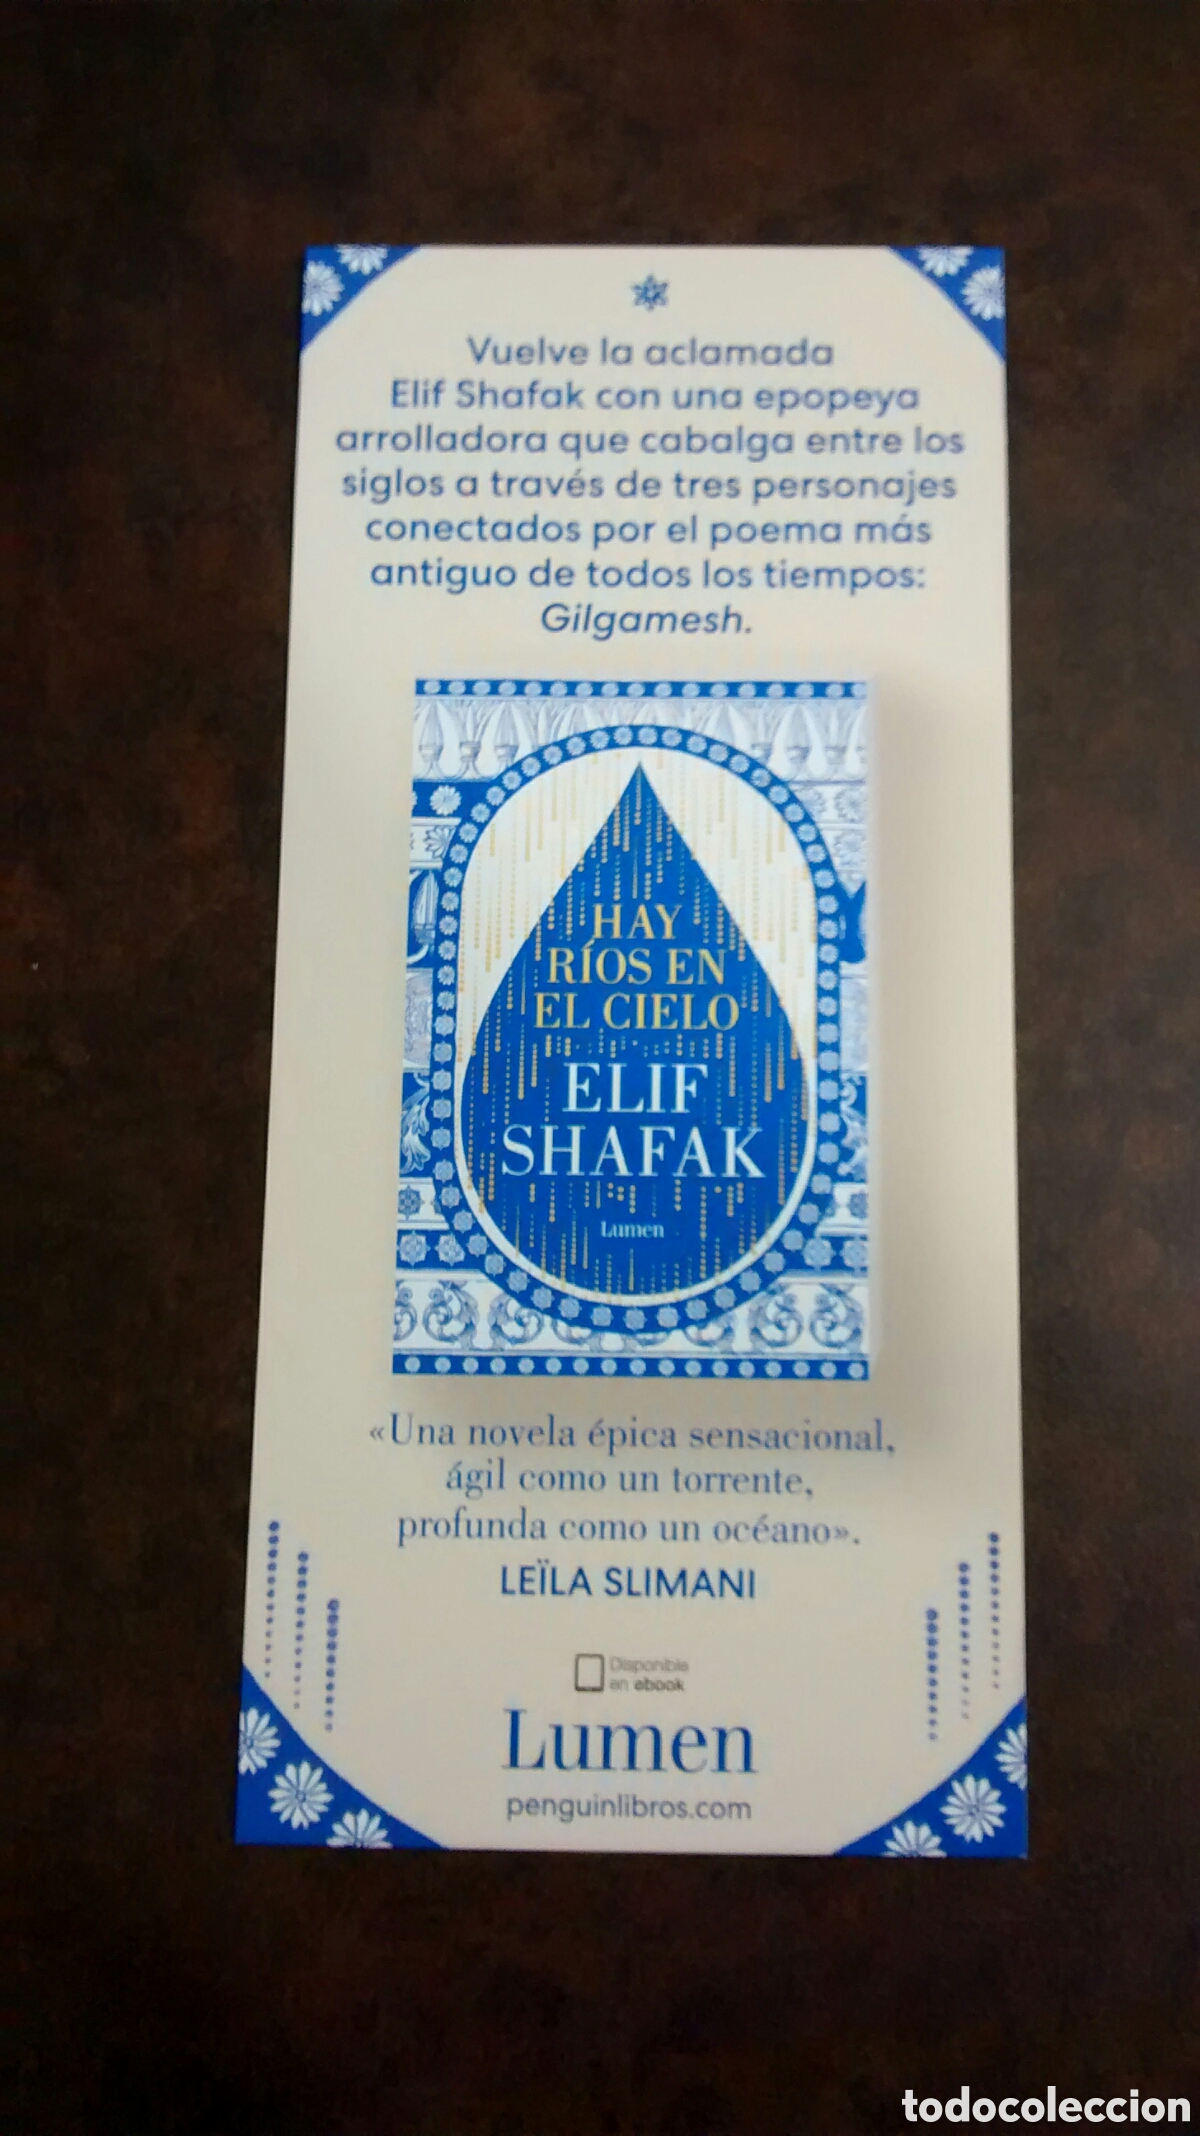 Vuelve la aclamada
Elif Shafak con una epopeya
arrolladora que cabalga entre los
siglos a través de tres personajes
conectados por el poema más
antiguo de todos los tiempos:
Gilgamesh.
HAY
RÍOS EN
EL CIELO
ELIF
SHAFAK
Lumen
«Una novela épica sensacional,
ágil como un torrente,
profunda como un océano».
LEÏLA SLIMANI
Disponible
en ebook
Lumen
penguinlibros.com
todocoleccion